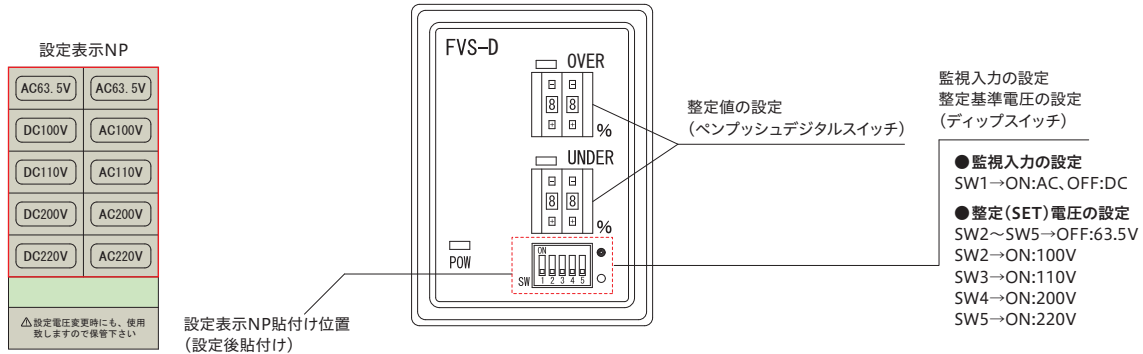 設定表示NP
AC63. 5V AC63. 5V
DC100V AC100V
DC110V AC110V
DC200V AC200V
DC220V AC220V
⚠設定電圧変更時にも、使用
致しますので保管下さい
設定表示NP貼付け位置
（設定後貼付け）
FVS-D
OVER
8 8
%
UNDER
8 8
%
POW
SW
ON
1 2 3 4 5
整定値の設定
（ペンプッシュデジタルスイッチ）
監視入力の設定
整定基準電圧の設定
（ディップスイッチ）
●監視入力の設定
SW1→ON:AC、OFF:DC
●整定（SET）電圧の設定
SW2〜SW5→OFF:63.5V
SW2→ON:100V
SW3→ON:110V
SW4→ON:200V
SW5→ON:220V